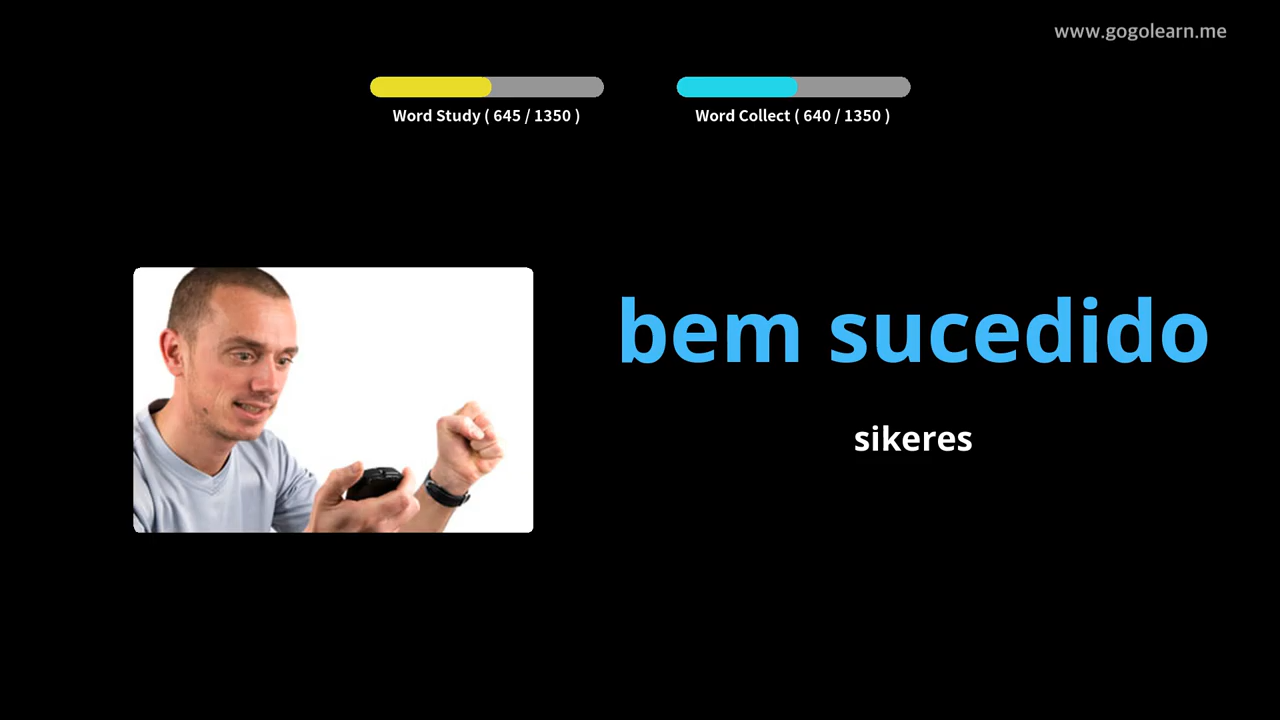 www.gogolearn.me
Word Study ( 645 / 1350 )
Word Collect ( 640 / 1350 )
bem sucedido
sikeres